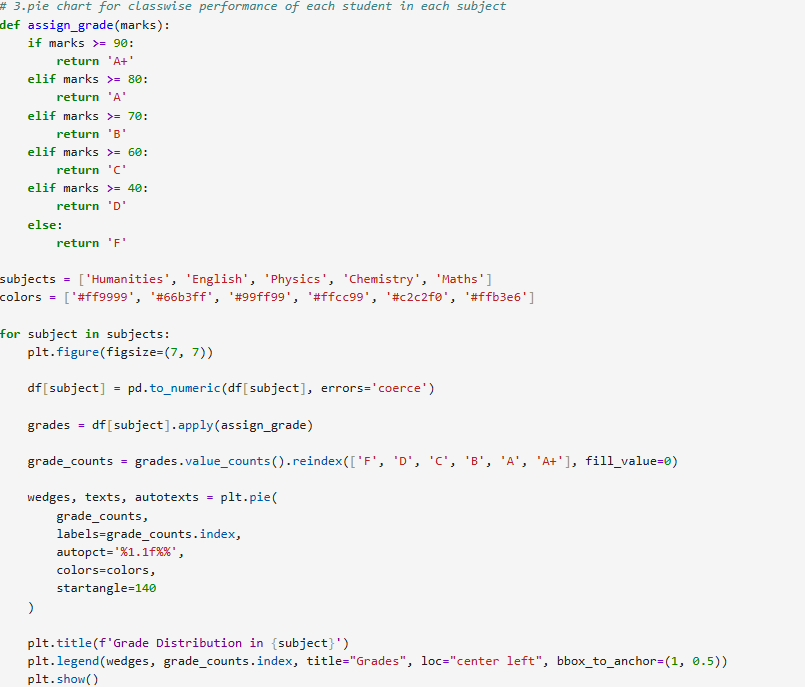 # 3.pie chart for classwise performance of each student in each subject
def assign_grade(marks):
    if marks >= 90:
        return 'A+'
    elif marks >= 80:
        return 'A'
    elif marks >= 70:
        return 'B'
    elif marks >= 60:
        return 'C'
    elif marks >= 40:
        return 'D'
    else:
        return 'F'

subjects = ['Humanities', 'English', 'Physics', 'Chemistry', 'Maths']
colors = ['#ff9999', '#66b3ff', '#99ff99', '#ffcc99', '#c2c2f0', '#ffb3e6']

for subject in subjects:
    plt.figure(figsize=(7, 7))

    df[subject] = pd.to_numeric(df[subject], errors='coerce')

    grades = df[subject].apply(assign_grade)

    grade_counts = grades.value_counts().reindex(['F', 'D', 'C', 'B', 'A', 'A+'], fill_value=0)

    wedges, texts, autotexts = plt.pie(
        grade_counts,
        labels=grade_counts.index,
        autopct='%1.1f%%',
        colors=colors,
        startangle=140
    )

    plt.title(f'Grade Distribution in {subject}')
    plt.legend(wedges, grade_counts.index, title="Grades", loc="center left", bbox_to_anchor=(1, 0.5))
    plt.show()